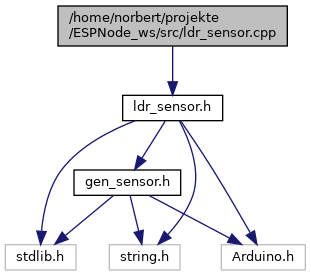 /home/norbert/projekte
/ESPNode_ws/src/ldr_sensor.cpp
ldr_sensor.h
gen_sensor.h
stdlib.h
string.h
Arduino.h